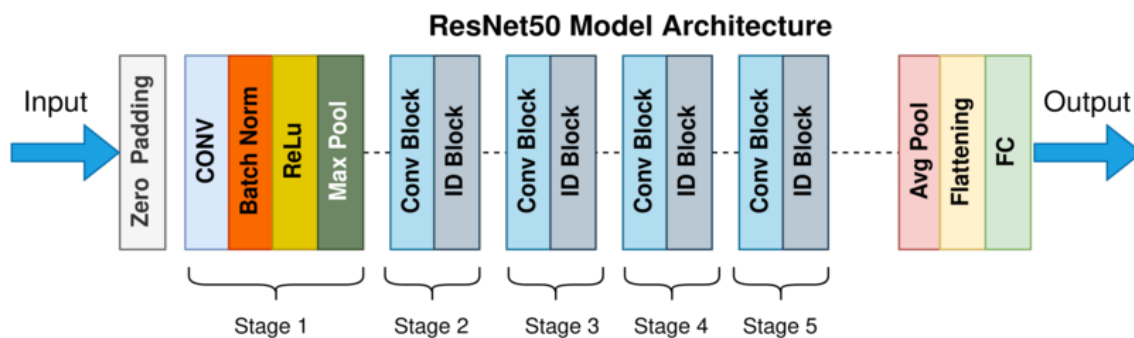 ResNet50 Model Architecture
Input
Zero Padding
CONV
Batch Norm
ReLu
Max Pool
Conv Block
ID Block
Conv Block
ID Block
Conv Block
ID Block
Conv Block
ID Block
Avg Pool
Flattening
FC
Output
Stage 1
Stage 2
Stage 3
Stage 4
Stage 5